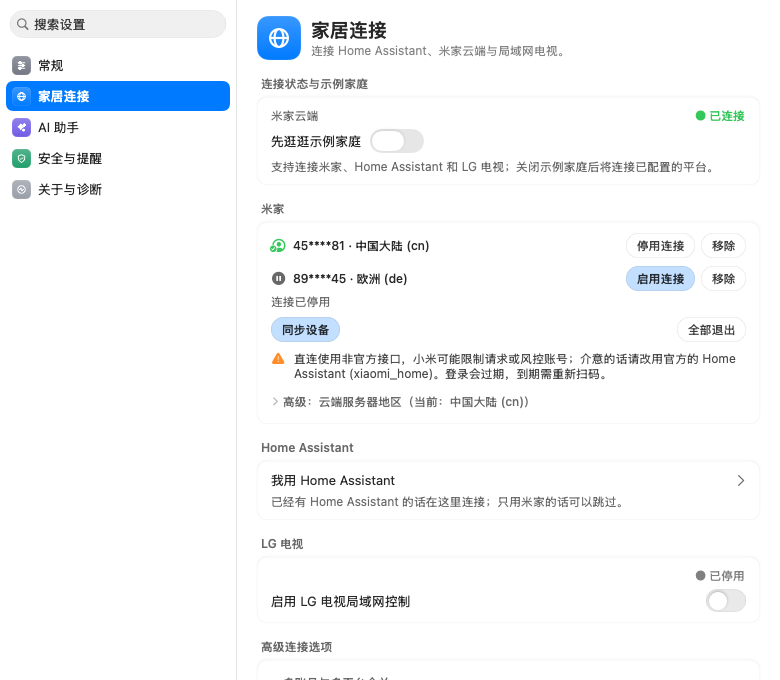 搜索设置
常规
家居连接
AI 助手
安全与提醒
关于与诊断
家居连接
连接 Home Assistant、米家云端与局域网电视。
连接状态与示例家庭
米家云端
已连接
先逛逛示例家庭
支持连接米家、Home Assistant 和 LG 电视；关闭示例家庭后将连接已配置的平台。
米家
45****81 · 中国大陆 (cn)
停用连接
移除
89****45 · 欧洲 (de)
启用连接
移除
连接已停用
同步设备
全部退出
直连使用非官方接口，小米可能限制请求或风控账号；介意的话请改用官方的 Home
Assistant (xiaomi_home)。登录会过期，到期需重新扫码。
高级：云端服务器地区（当前：中国大陆 (cn)）
Home Assistant
我用 Home Assistant
已经有 Home Assistant 的话在这里连接；只用米家的话可以跳过。
LG 电视
已停用
启用 LG 电视局域网控制
高级连接选项